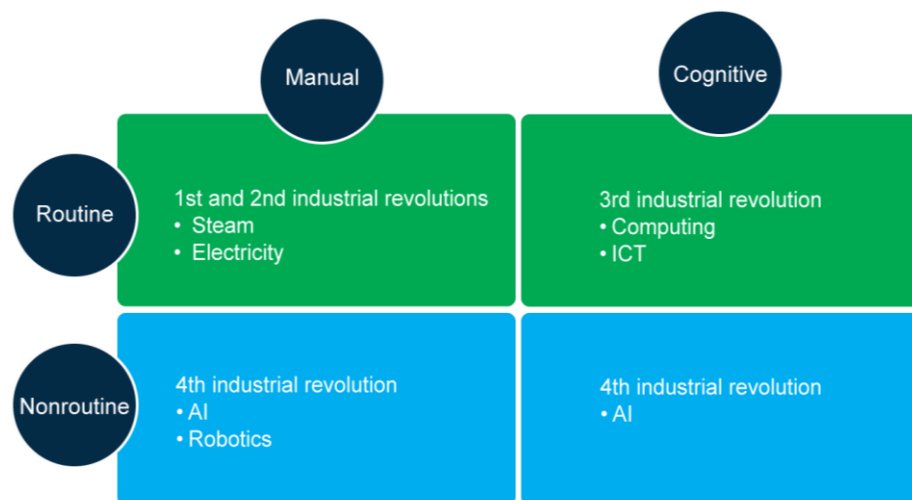 Manual
Cognitive
Routine
1st and 2nd industrial revolutions
• Steam
• Electricity
3rd industrial revolution
• Computing
• ICT
Nonroutine
4th industrial revolution
• AI
• Robotics
4th industrial revolution
• AI